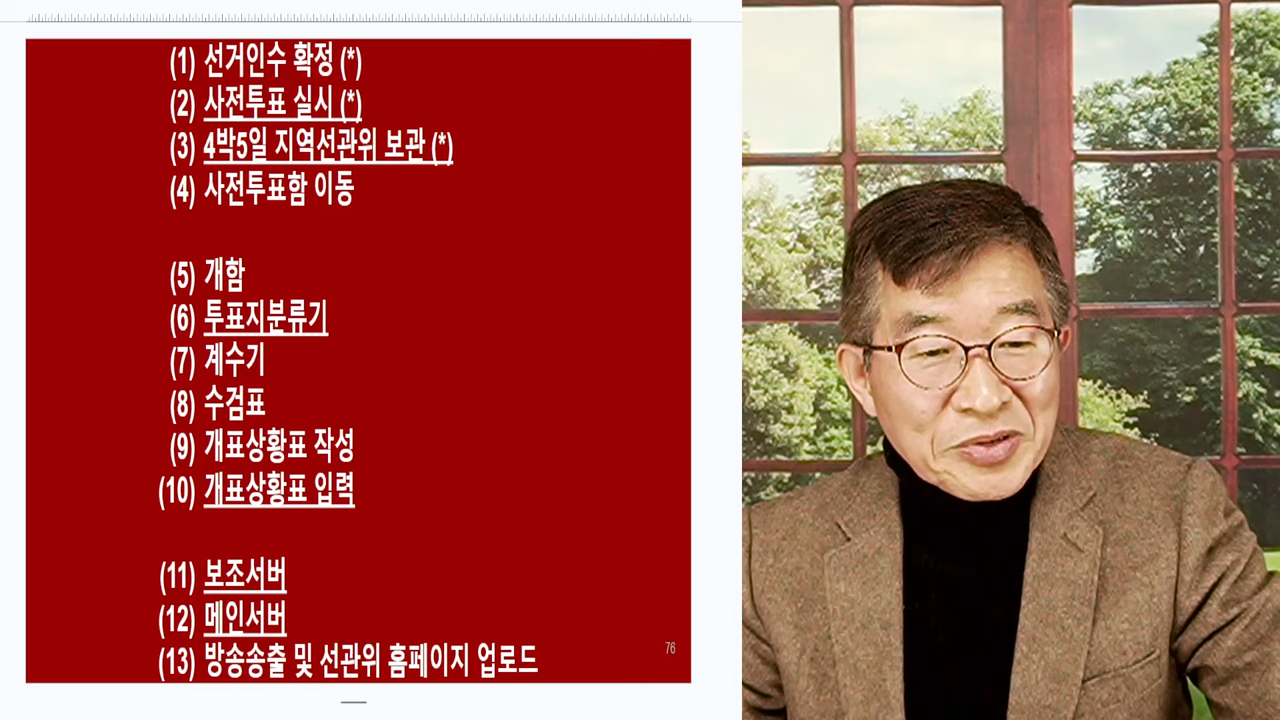 (1) 선거인수 확정 (*)
(2) 사전투표 실시 (*)
(3) 4박5일 지역선관위 보관 (*)
(4) 사전투표함 이동
(5) 개함
(6) 투표지분류기
(7) 계수기
(8) 수검표
(9) 개표상황표 작성
(10) 개표상황표 입력
(11) 보조서버
(12) 메인서버
(13) 방송송출 및 선관위 홈페이지 업로드
76